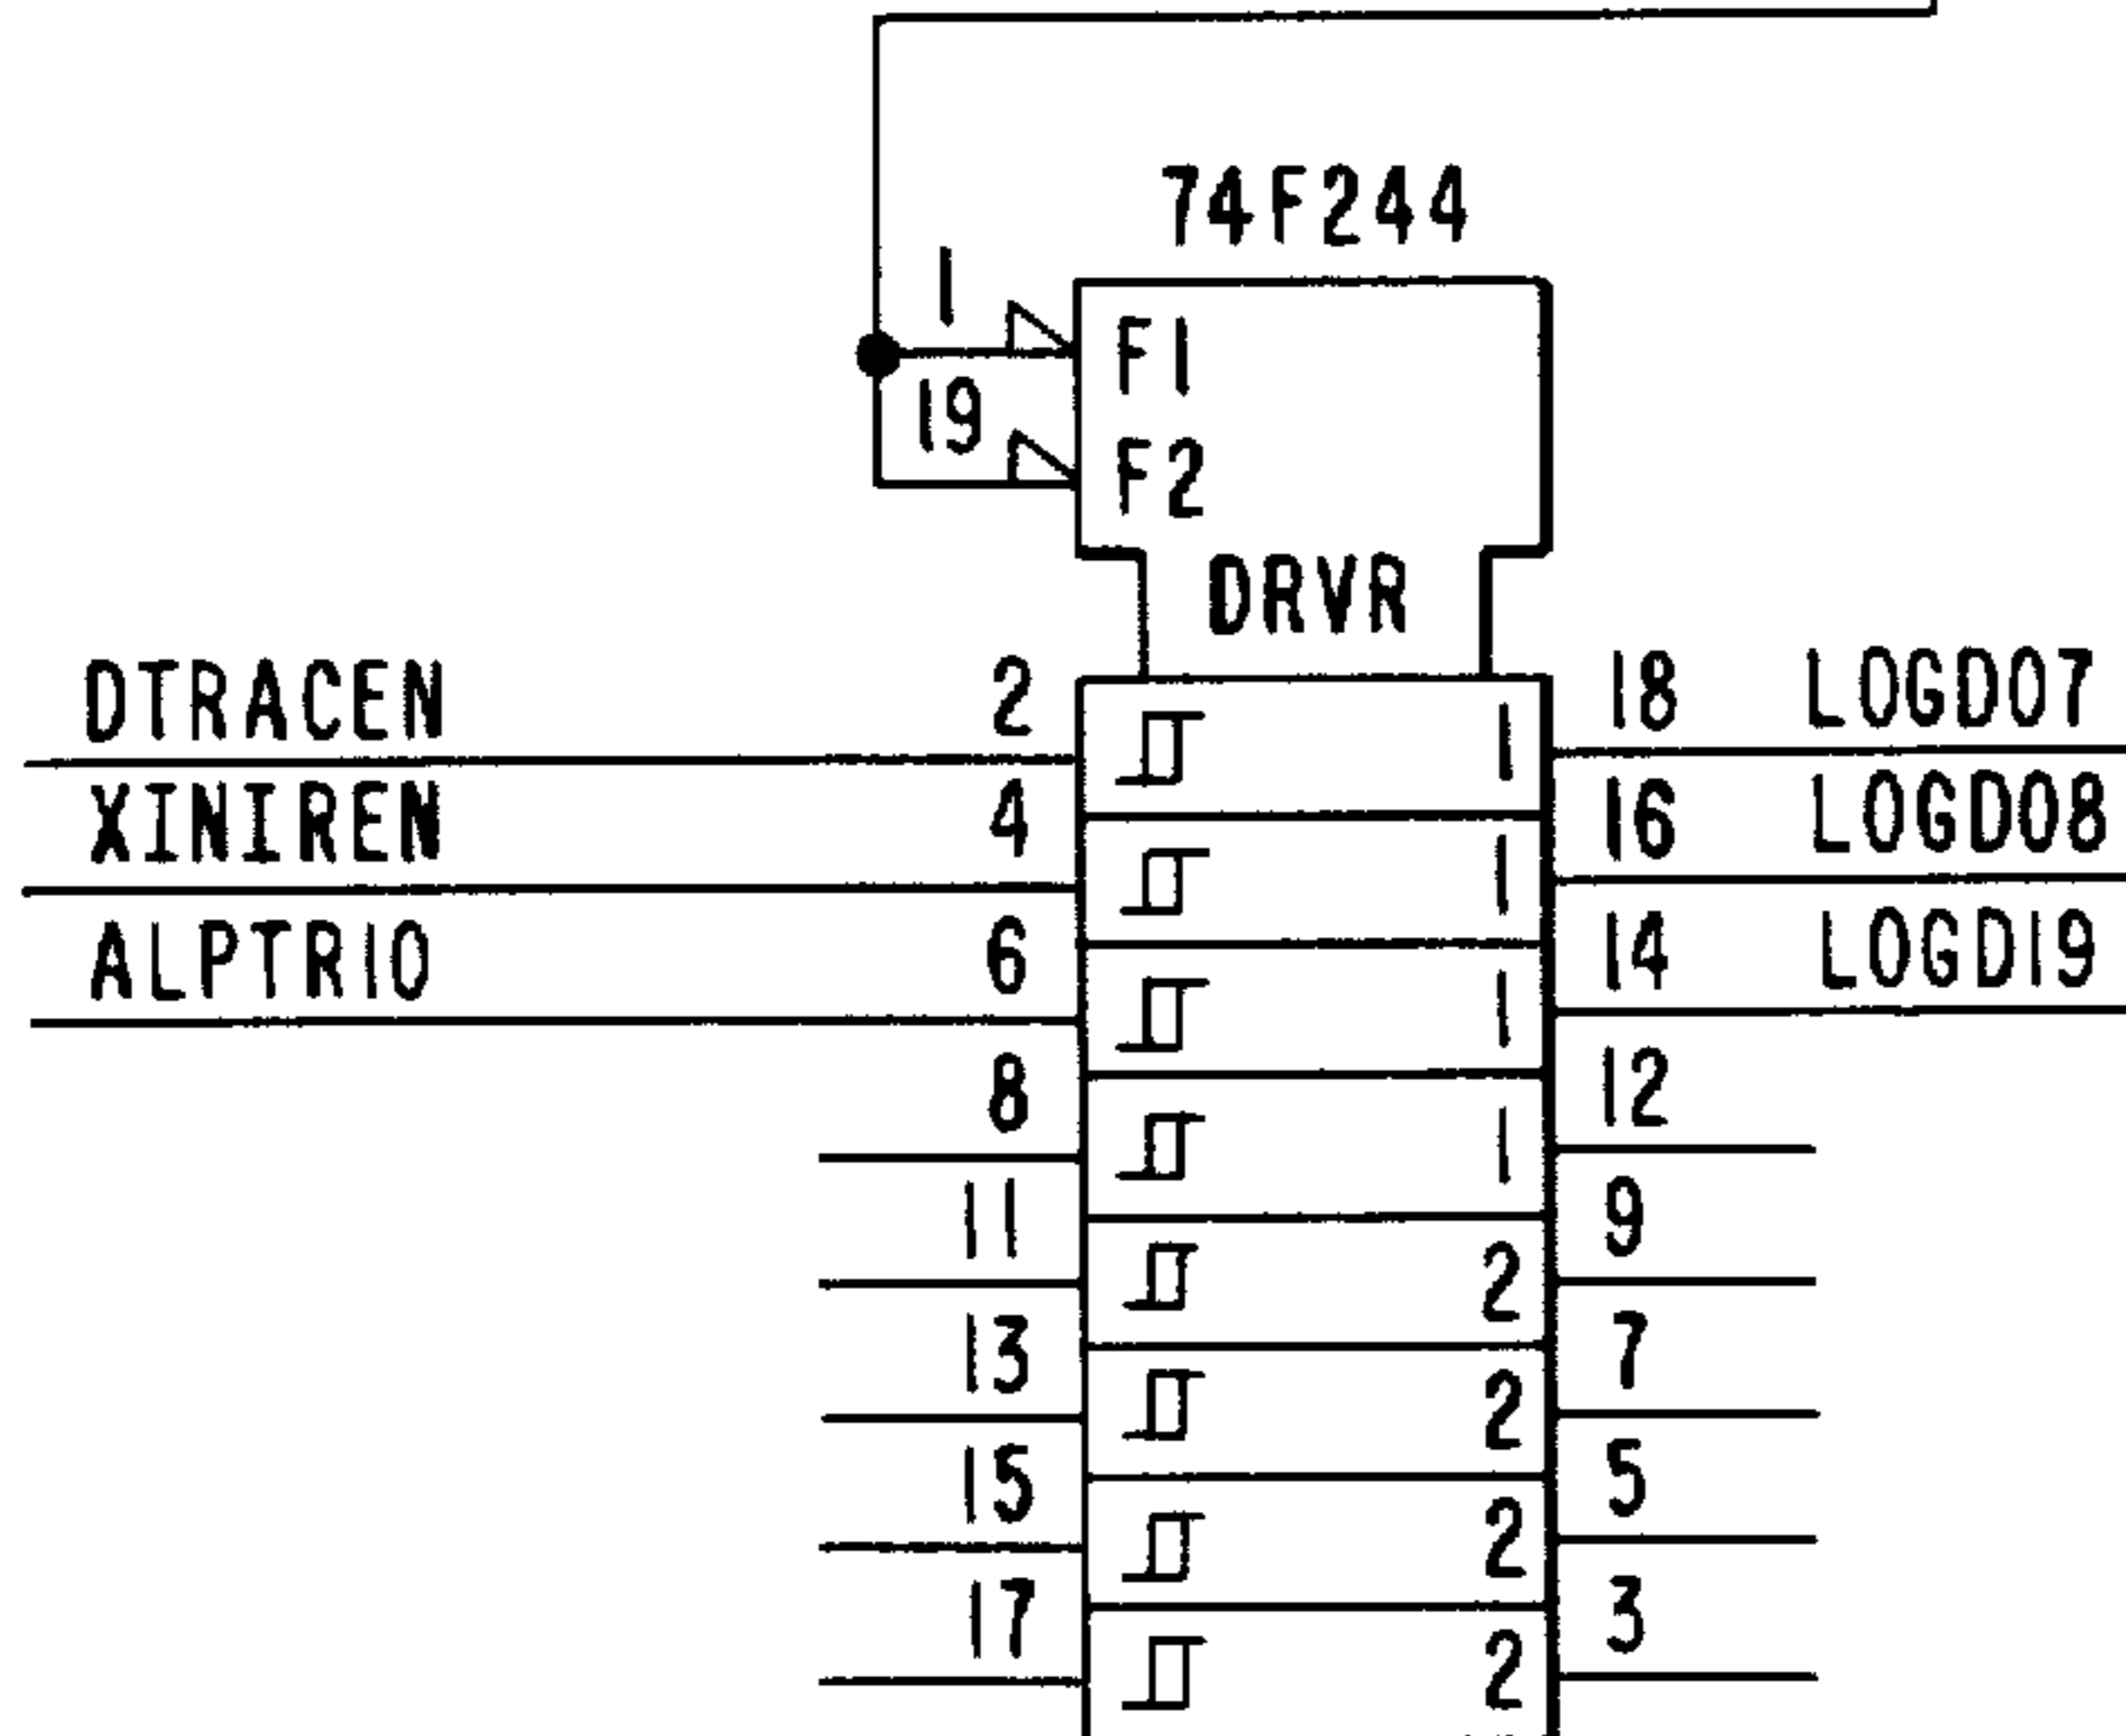 74F244
1 F1
19 F2
DRVR
DTRACEN 2 1 18 LOGD07
XINIREN 4 1 16 LOGD08
ALPTR10 6 1 14 LOGD19
8 1 12
11 2 9
13 2 7
15 2 5
17 2 3